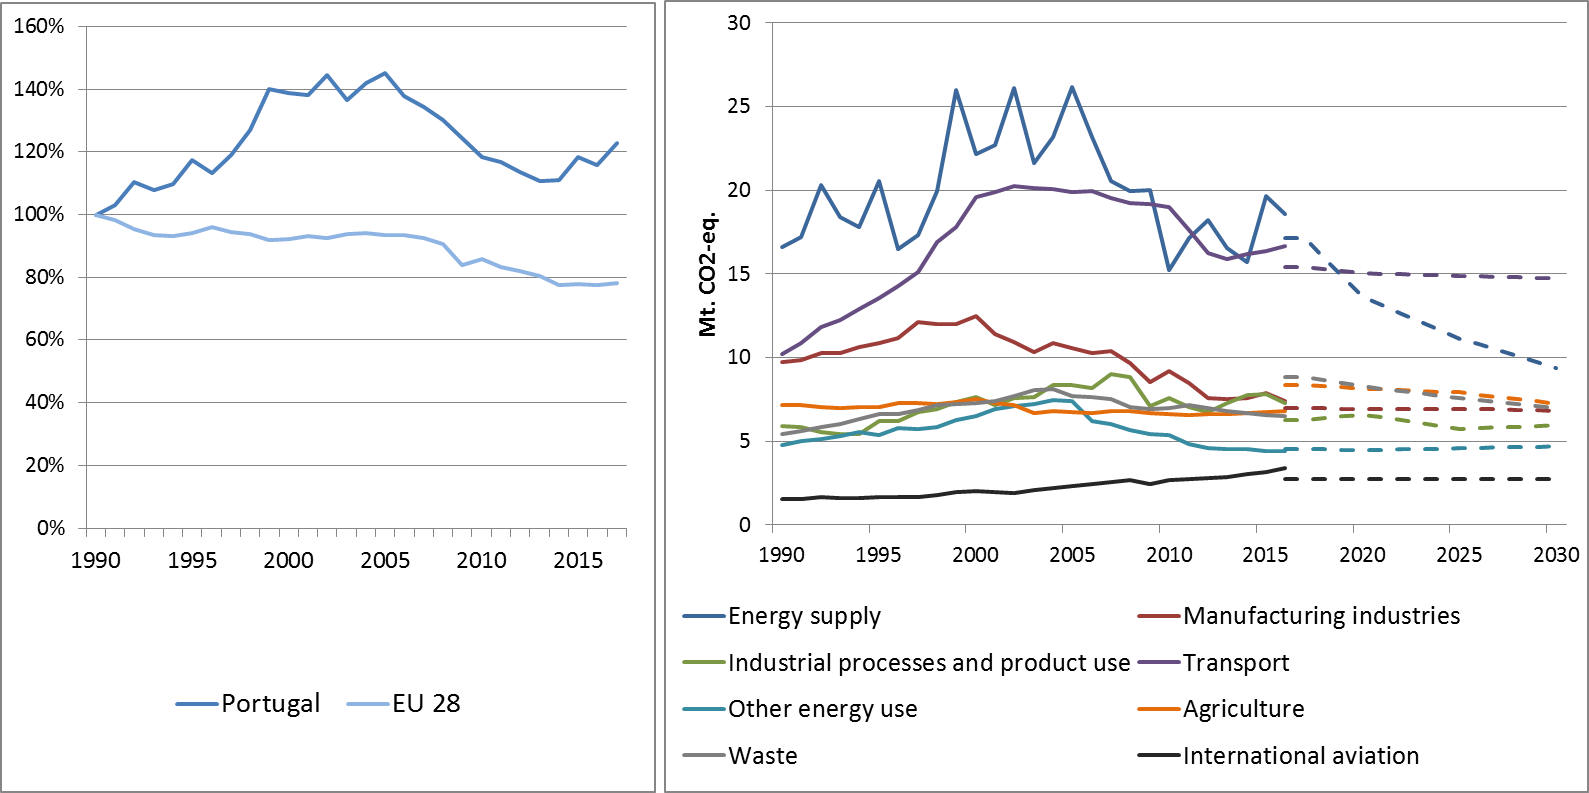 160%
140%
120%
100%
80%
60%
40%
20%
0%
1990 1995 2000 2005 2010 2015
Portugal EU 28
30
25
20
15
10
5
0
Mt. CO2-eq.
1990 1995 2000 2005 2010 2015 2020 2025 2030
Energy supply Manufacturing industries
Industrial processes and product use Transport
Other energy use Agriculture
Waste International aviation